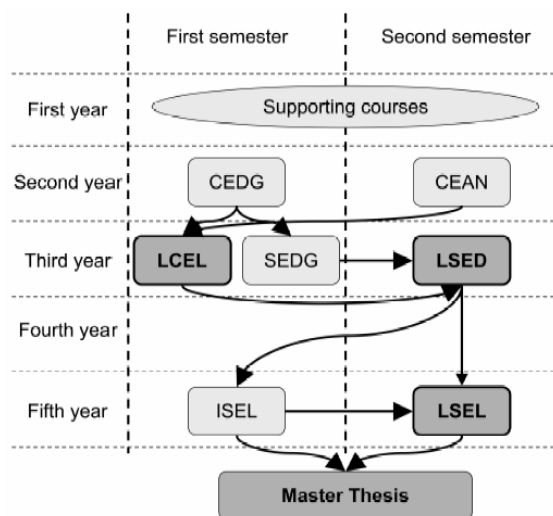 First semester
Second semester
First year
Supporting courses
Second year
CEDG
CEAN
Third year
LCEL
SEDG
LSED
Fourth year
Fifth year
ISEL
LSEL
Master Thesis